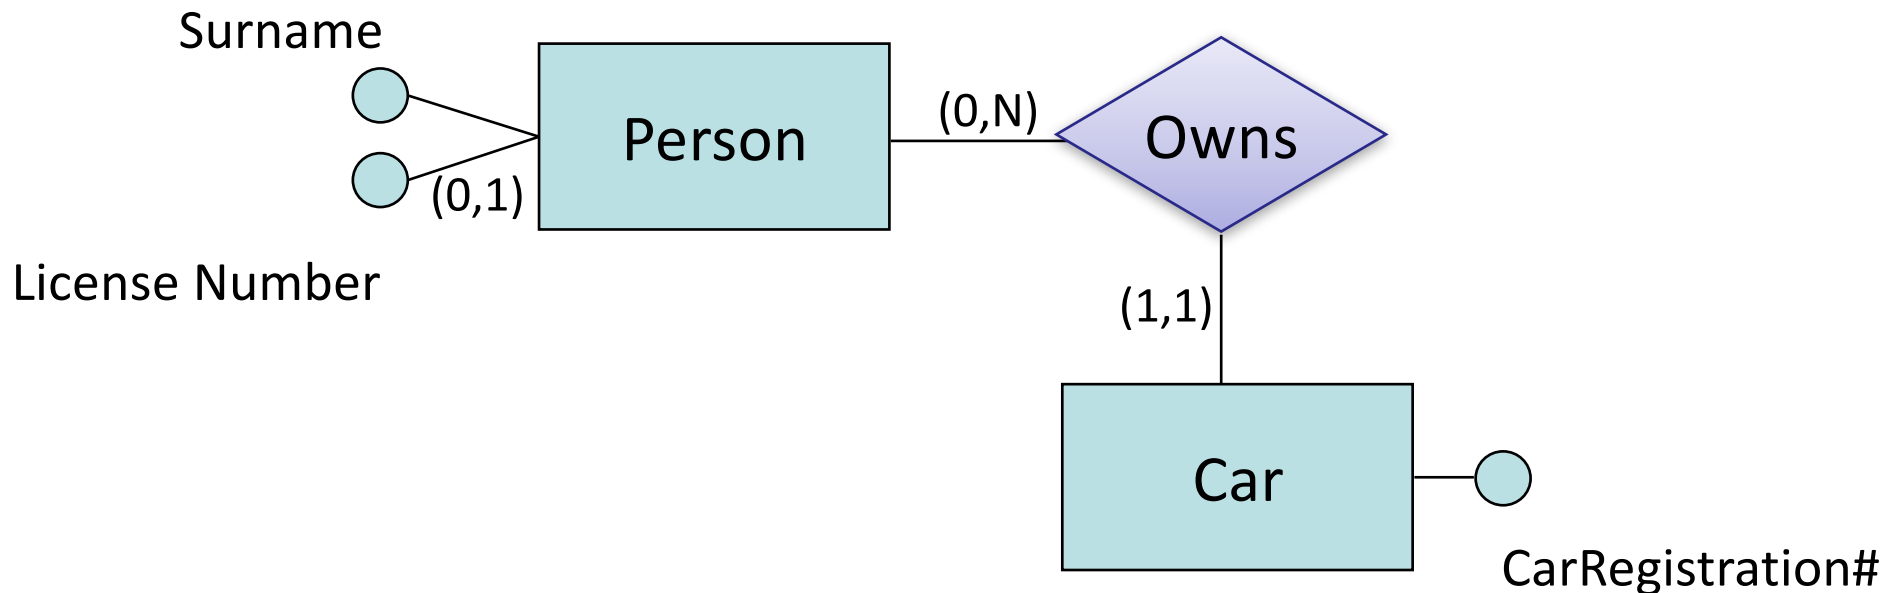 Surname
Person
(0,N)
Owns
(0,1)
License Number
(1,1)
Car
CarRegistration#